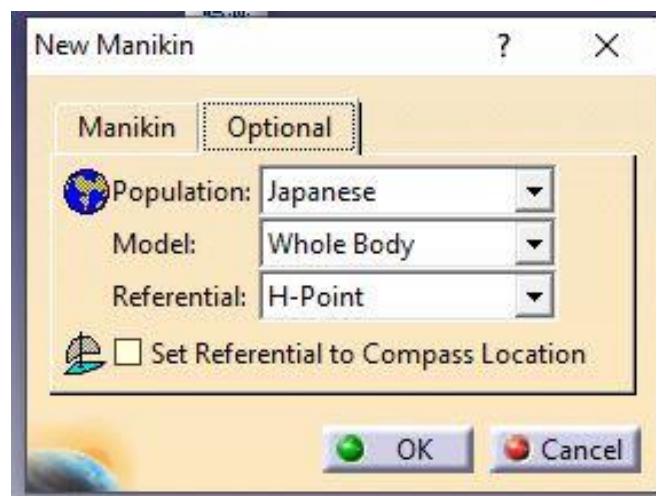 New Manikin ? X
Manikin Optional
Population: Japanese
Model: Whole Body
Referential: H-Point
Set Referential to Compass Location
OK Cancel